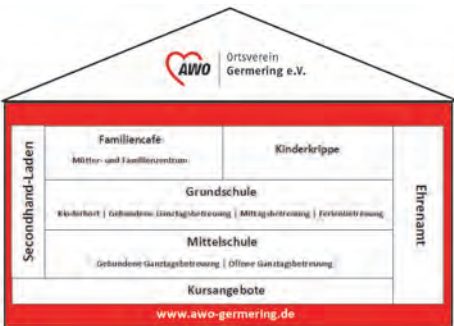 AWO
Ortsverein
Germering e.V.
Secondhand-Laden
Familiencafé
Mütter- und Familienzentrum
Kinderkrippe
Grundschule
Kinderhort | Gebundene Ganztagsbetreuung | Mittagsbetreuung | Ferienbetreuung
Mittelschule
Gebundene Ganztagsbetreuung | Offene Ganztagsbetreuung
Ehrenamt
Kursangebote
www.awo-germering.de